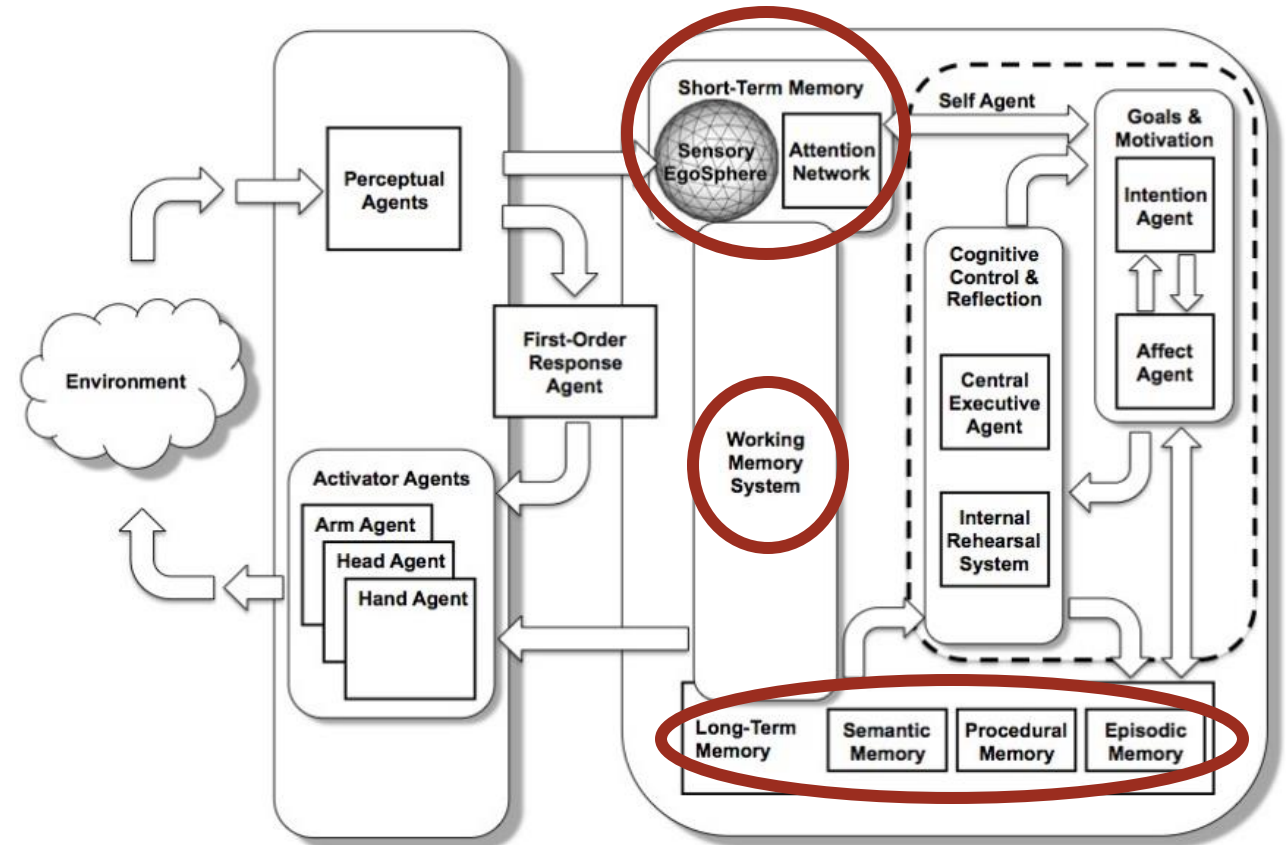 Short-Term Memory
Sensory
EgoSphere
Attention
Network
Self Agent
Goals &
Motivation
Intention
Agent
Affect
Agent
Perceptual
Agents
Cognitive
Control &
Reflection
Central
Executive
Agent
Internal
Rehearsal
System
First-Order
Response
Agent
Environment
Working
Memory
System
Activator Agents
Arm Agent
Head Agent
Hand Agent
Long-Term
Memory
Semantic
Memory
Procedural
Memory
Episodic
Memory